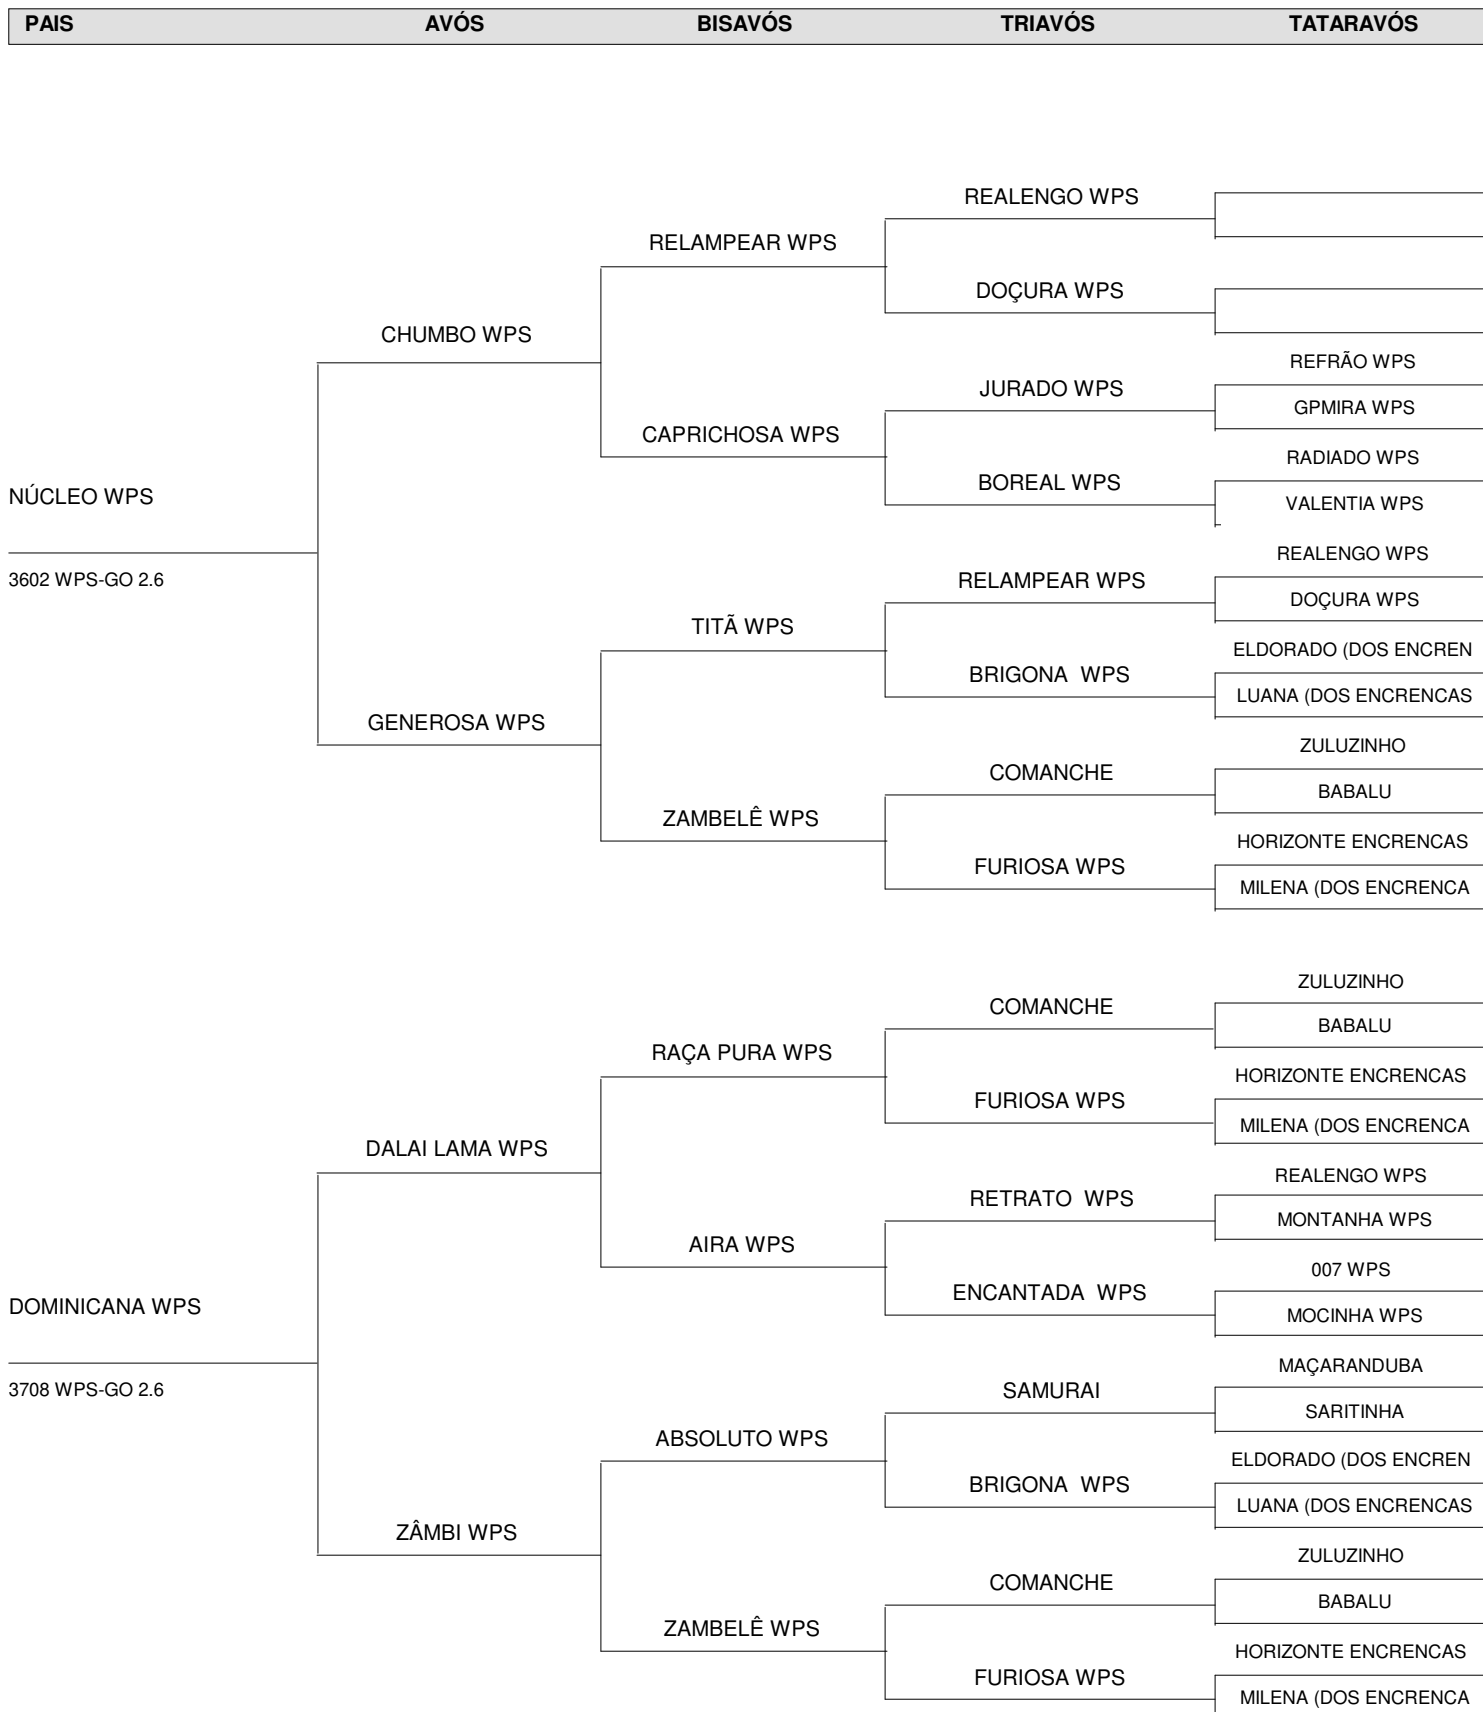 PAIS AVÓS BISAVÓS TRIAVÓS TATARAVÓS
REALENGO WPS
RELAMPEAR WPS
DOÇURA WPS
CHUMBO WPS
REFRÃO WPS
JURADO WPS
GPMIRA WPS
CAPRICHOSA WPS
RADIADO WPS
BOREAL WPS
NÚCLEO WPS
VALENTIA WPS
REALENGO WPS
3602 WPS-GO 2.6
RELAMPEAR WPS
DOÇURA WPS
TITÃ WPS
ELDORADO (DOS ENCREN
BRIGONA WPS
LUANA (DOS ENCRENCAS
GENEROSA WPS
ZULUZINHO
COMANCHE
BABALU
ZAMBELÊ WPS
HORIZONTE ENCRENCAS
FURIOSA WPS
MILENA (DOS ENCRENCA
ZULUZINHO
COMANCHE
BABALU
RAÇA PURA WPS
HORIZONTE ENCRENCAS
FURIOSA WPS
MILENA (DOS ENCRENCA
DALAI LAMA WPS
REALENGO WPS
RETRATO WPS
MONTANHA WPS
AIRA WPS
007 WPS
ENCANTADA WPS
DOMINICANA WPS
MOCINHA WPS
MAÇARANDUBA
3708 WPS-GO 2.6
SAMURAI
SARITINHA
ABSOLUTO WPS
ELDORADO (DOS ENCREN
BRIGONA WPS
LUANA (DOS ENCRENCAS
ZÂMBI WPS
ZULUZINHO
COMANCHE
BABALU
ZAMBELÊ WPS
HORIZONTE ENCRENCAS
FURIOSA WPS
MILENA (DOS ENCRENCA